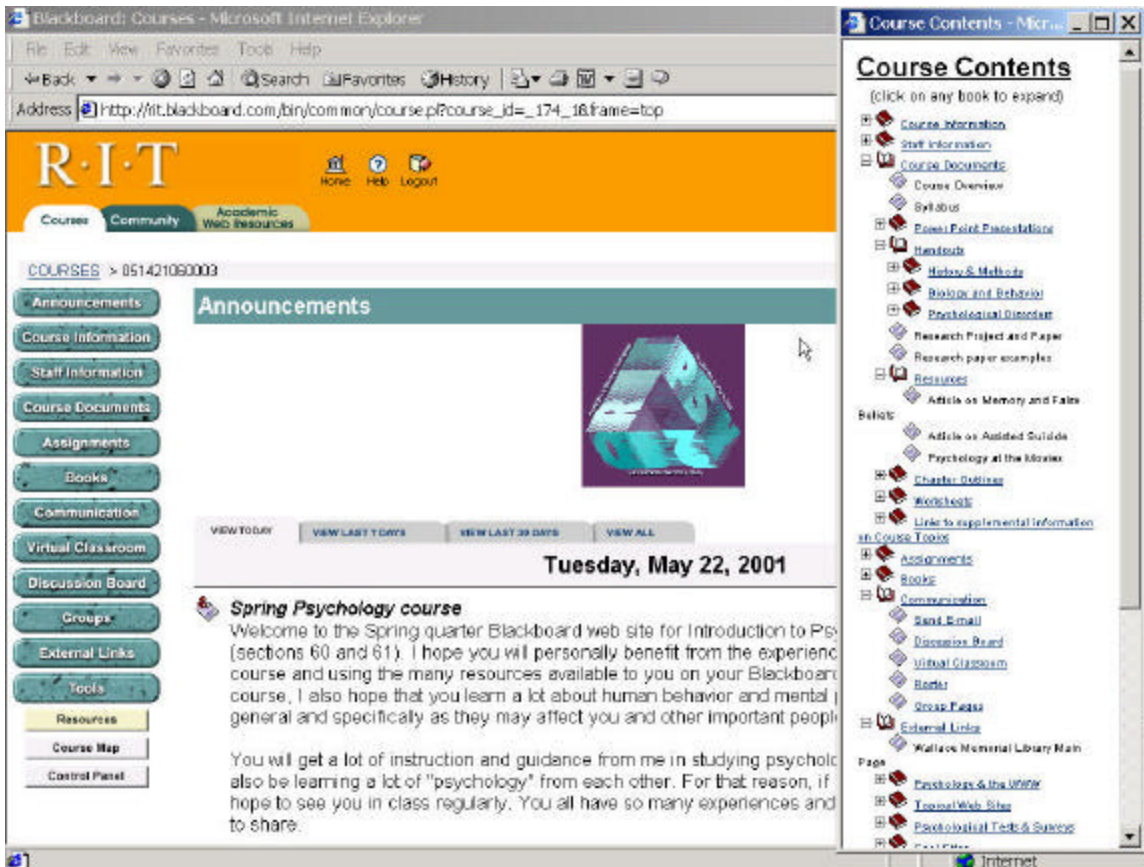 Blackboard: Courses - Microsoft Internet Explorer
File Edit View Favorites Tools Help
Back Search Favorites History
Address http://rit.blackboard.com/bin/common/course.pl?course_id=_174_1&frame=top
R·I·T
Home Help Logout
Courses Community Academic Web Resources
COURSES > 051421060003
Announcements
Course Information
Staff Information
Course Documents
Assignments
Books
Communication
Virtual Classroom
Discussion Board
Groups
External Links
Tools
Resources
Course Map
Control Panel
Announcements
VIEW TODAY VIEW LAST 7 DAYS VIEW LAST 30 DAYS VIEW ALL
Tuesday, May 22, 2001
Spring Psychology course
Welcome to the Spring quarter Blackboard web site for Introduction to Psy
(sections 60 and 61). I hope you will personally benefit from the experienc
course and using the many resources available to you on your Blackboard
course, I also hope that you learn a lot about human behavior and mental
general and specifically as they may affect you and other important peopl
You will get a lot of instruction and guidance from me in studying psycholo
also be learning a lot of "psychology" from each other. For that reason, if
hope to see you in class regularly. You all have so many experiences and
to share.
Course Contents - Micr...
Course Contents
(click on any book to expand)
Course Information
Staff Information
Course Documents
Course Overview
Syllabus
Power Point Presentations
Handouts
History & Methods
Biology and Behavior
Psychological Disorders
Research Project and Paper
Research paper examples
Resources
Article on Memory and False
Beliefs
Article on Assisted Suicide
Psychology at the Movies
Chapter Outlines
Worksheets
Links to supplemental information
on Course Topics
Assignments
Books
Communication
Send E-mail
Discussion Board
Virtual Classroom
Roster
Group Pages
External Links
Wallace Memorial Library Main
Page
Psychology & the WWW
Topical Web Sites
Psychological Tests & Surveys
Internet